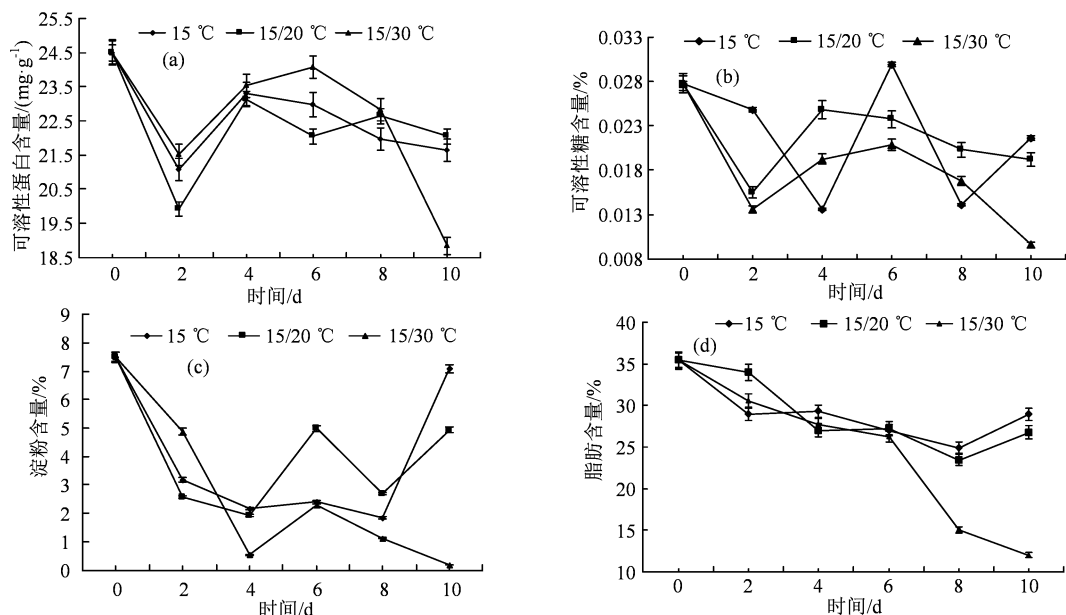 25.5
24.5
23.5
22.5
21.5
20.5
19.5
18.5
可溶性蛋白含量/(mg·g⁻¹)
15 ℃ 15/20 ℃ 15/30 ℃
(a)
0 2 4 6 8 10
时间/d
0.033
0.028
0.023
0.018
0.013
0.008
可溶性糖含量/%
15 ℃ 15/20 ℃ 15/30 ℃
(b)
0 2 4 6 8 10
时间/d
9
8
7
6
5
4
3
2
1
0
淀粉含量/%
15 ℃ 15/20 ℃ 15/30 ℃
(c)
0 2 4 6 8 10
时间/d
40
35
30
25
20
15
10
脂肪含量/%
15 ℃ 15/20 ℃ 15/30 ℃
(d)
0 2 4 6 8 10
时间/d